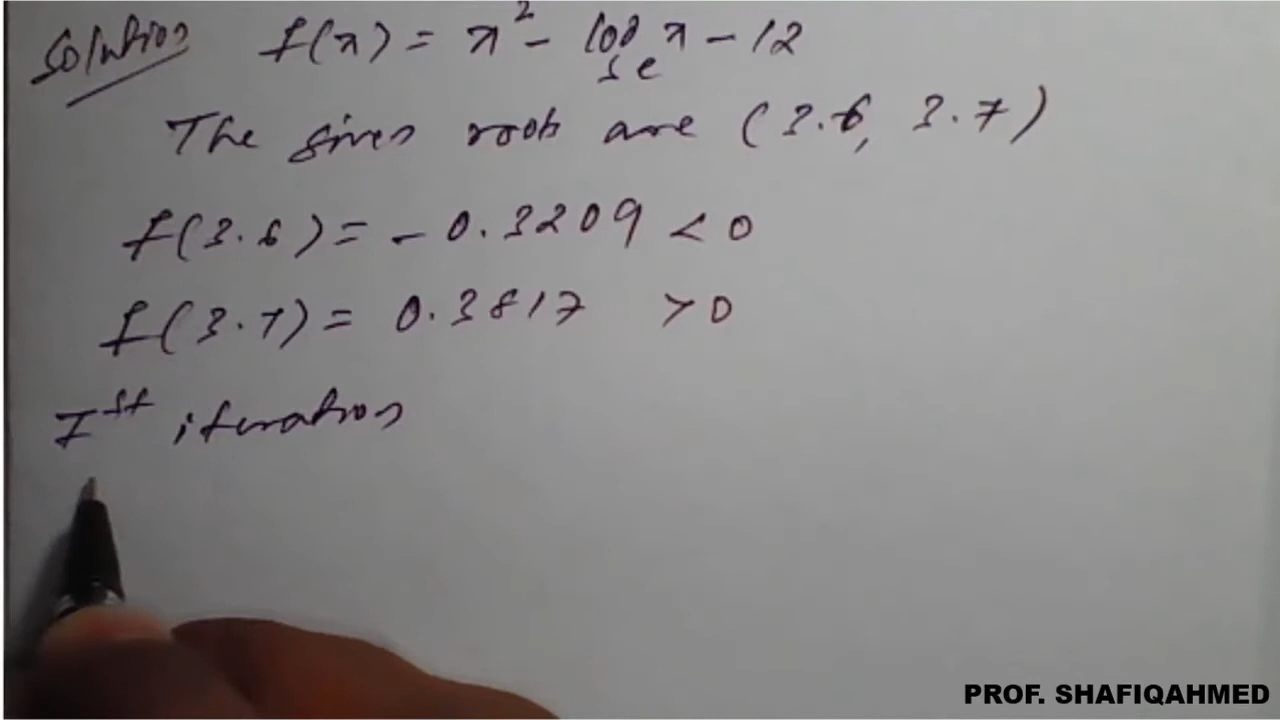 Solution f(x) = x² - log_e x - 12
The given roots are (3.6, 3.7)
f(3.6) = - 0.3209 < 0
f(3.7) = 0.3817 > 0
Iˢᵗ iteration
PROF. SHAFIQAHMED